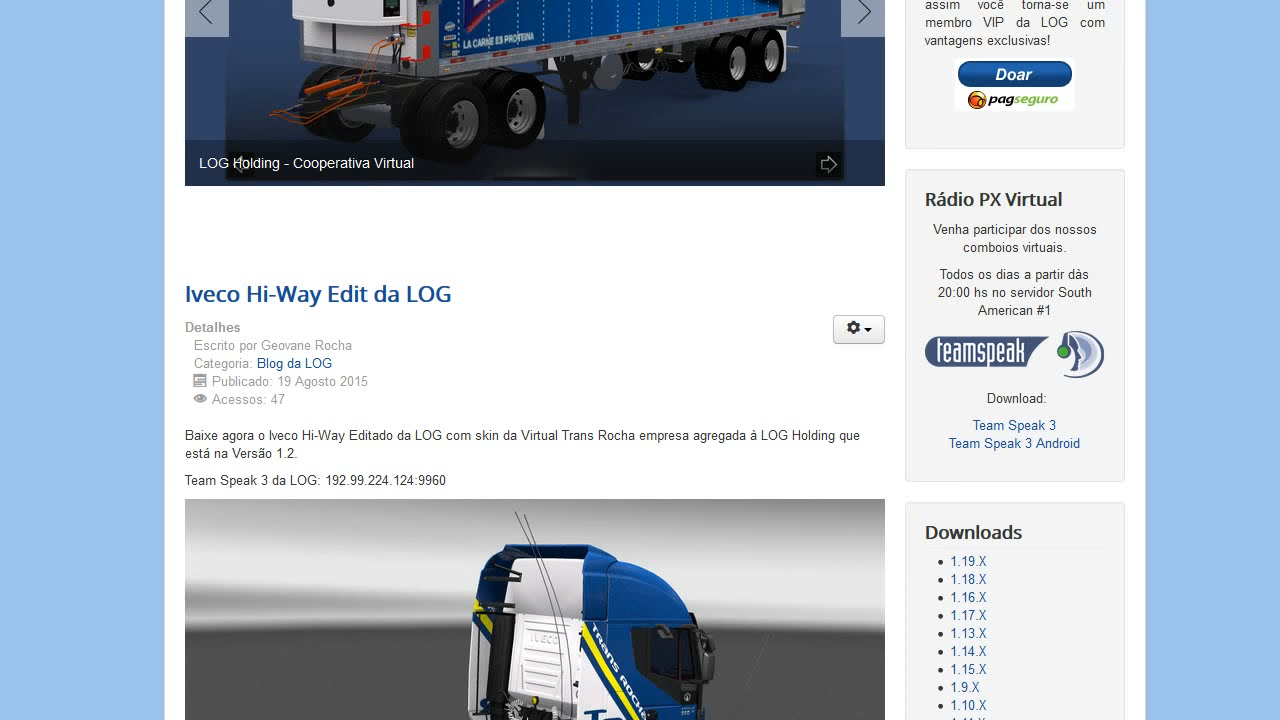 LA CARNE ES PROTEINA
LOG Holding - Cooperativa Virtual
Iveco Hi-Way Edit da LOG
Detalhes
Escrito por Geovane Rocha
Categoria: Blog da LOG
Publicado: 19 Agosto 2015
Acessos: 47
Baixe agora o Iveco Hi-Way Editado da LOG com skin da Virtual Trans Rocha empresa agregada à LOG Holding que
está na Versão 1.2.
Team Speak 3 da LOG: 192.99.224.124:9960
IVECO
TRANS ROCHA
assim você torna-se um
membro VIP da LOG com
vantagens exclusivas!
Doar
pagseguro
Rádio PX Virtual
Venha participar dos nossos
comboios virtuais.
Todos os dias a partir dàs
20:00 hs no servidor South
American #1
teamspeak
Download:
Team Speak 3
Team Speak 3 Android
Downloads
1.19.X
1.18.X
1.16.X
1.17.X
1.13.X
1.14.X
1.15.X
1.9.X
1.10.X